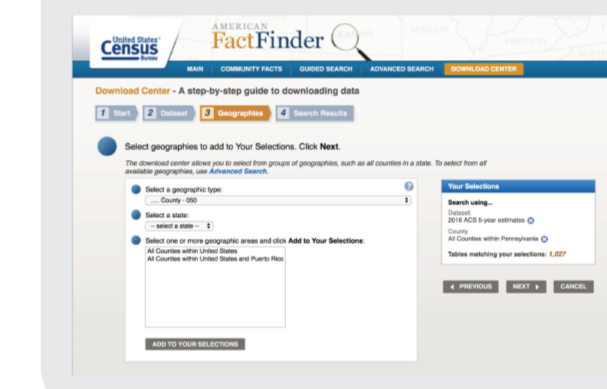 United States®
Census
Bureau
AMERICAN
FactFinder
MAIN COMMUNITY FACTS GUIDED SEARCH ADVANCED SEARCH DOWNLOAD CENTER
Download Center - A step-by-step guide to downloading data
1 Start 2 Dataset 3 Geographies 4 Search Results
Select geographies to add to Your Selections. Click Next.
The download center allows you to select from groups of geographies, such as all counties in a state. To select from all
available geographies, use Advanced Search.
Select a geographic type:
..... County - 050
Select a state:
-- select a state --
Select one or more geographic areas and click Add to Your Selections:
All Counties within United States
All Counties within United States and Puerto Rico
ADD TO YOUR SELECTIONS
Your Selections
Search using...
Dataset:
2016 ACS 5-year estimates
County
All Counties within Pennsylvania
Tables matching your selections: 1,027
PREVIOUS NEXT CANCEL